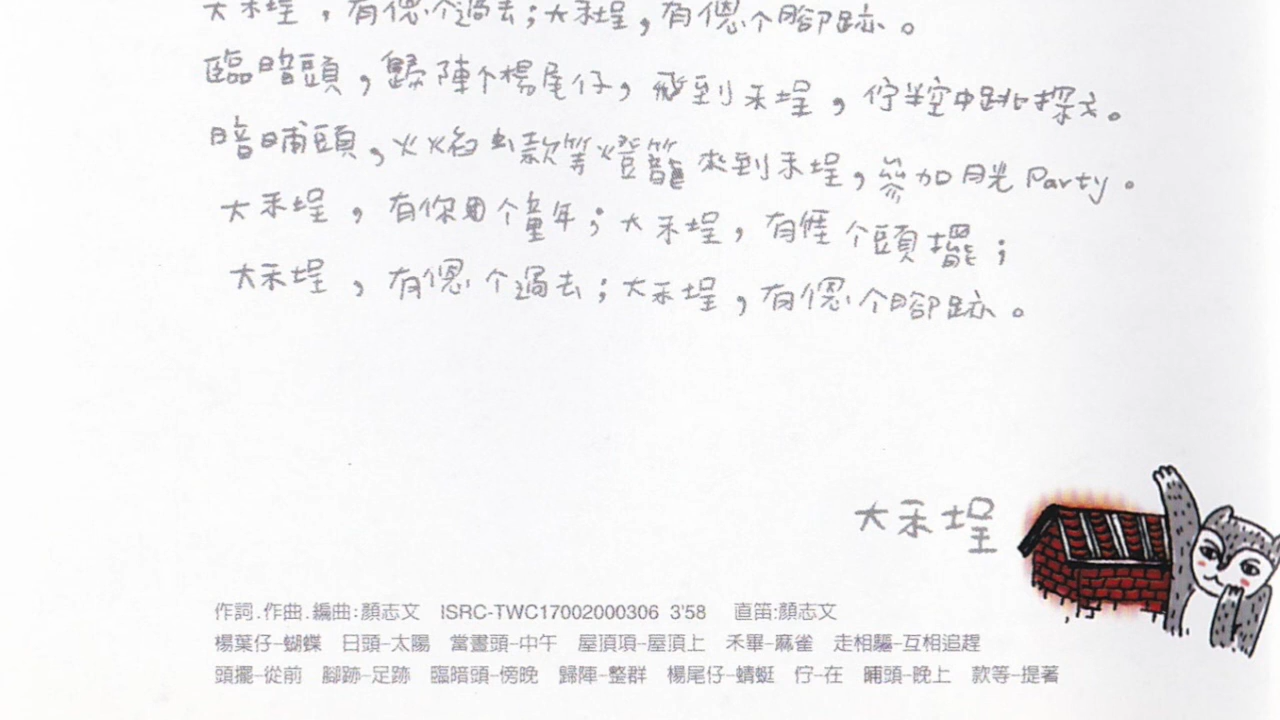 大禾埕，有偲个過去；大禾埕，有偲个腳跡。
臨暗頭，歸陣个楊尾仔，飛到禾埕，佇半空中跳探戈。
暗晡頭，火焰虫款等燈籠來到禾埕，參加月光Party。
大禾埕，有你个童年；大禾埕，有𠊎个頭擺；
大禾埕，有偲个過去；大禾埕，有偲个腳跡。
大禾埕
作詞.作曲.編曲:顏志文 ISRC-TWC17002000306 3'58 直笛:顏志文
楊葉仔–蝴蝶 日頭–太陽 當晝頭–中午 屋頂項–屋頂上 禾畢–麻雀 走相驅–互相追趕
頭擺–從前 腳跡–足跡 臨暗頭–傍晚 歸陣–整群 楊尾仔–蜻蜓 佇–在 晡頭–晚上 款等–提著